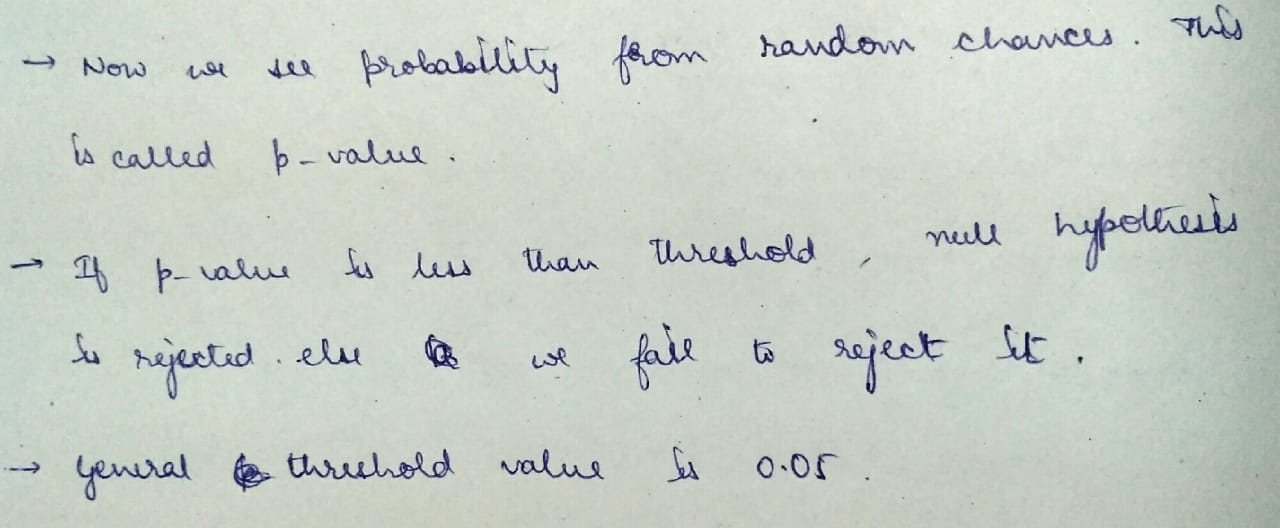 → Now we see probability from random chances. This
is called p-value.
→ If p-value is less than threshold, null hypothesis
is rejected. else we fail to reject it.
→ General threshold value is 0.05.